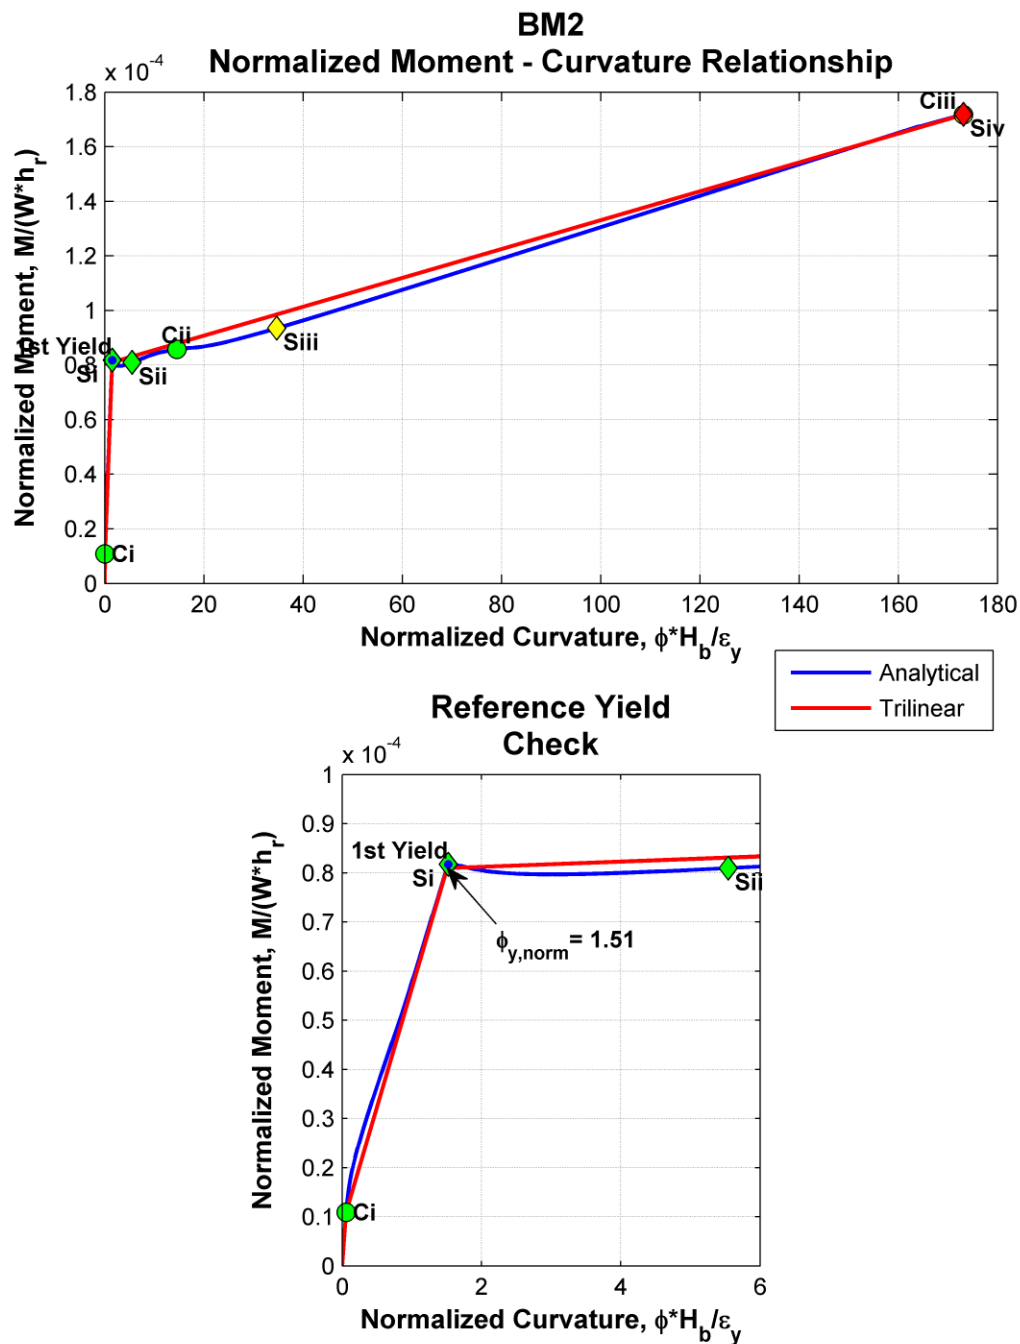 BM2
Normalized Moment - Curvature Relationship
x 10⁻⁴
1.8
1.6
1.4
1.2
1
0.8
0.6
0.4
0.2
0
Normalized Moment, M/(W*hᵣ)
Ciii
Siv
1st Yield
Si
Sii
Cii
Siii
Ci
0 20 40 60 80 100 120 140 160 180
Normalized Curvature, ϕ*H_b/ε_y
Analytical
Trilinear
Reference Yield
Check
x 10⁻⁴
1
0.9
0.8
0.7
0.6
0.5
0.4
0.3
0.2
0.1
0
Normalized Moment, M/(W*hᵣ)
1st Yield
Si
Sii
ϕ_y,norm = 1.51
Ci
0 2 4 6
Normalized Curvature, ϕ*H_b/ε_y